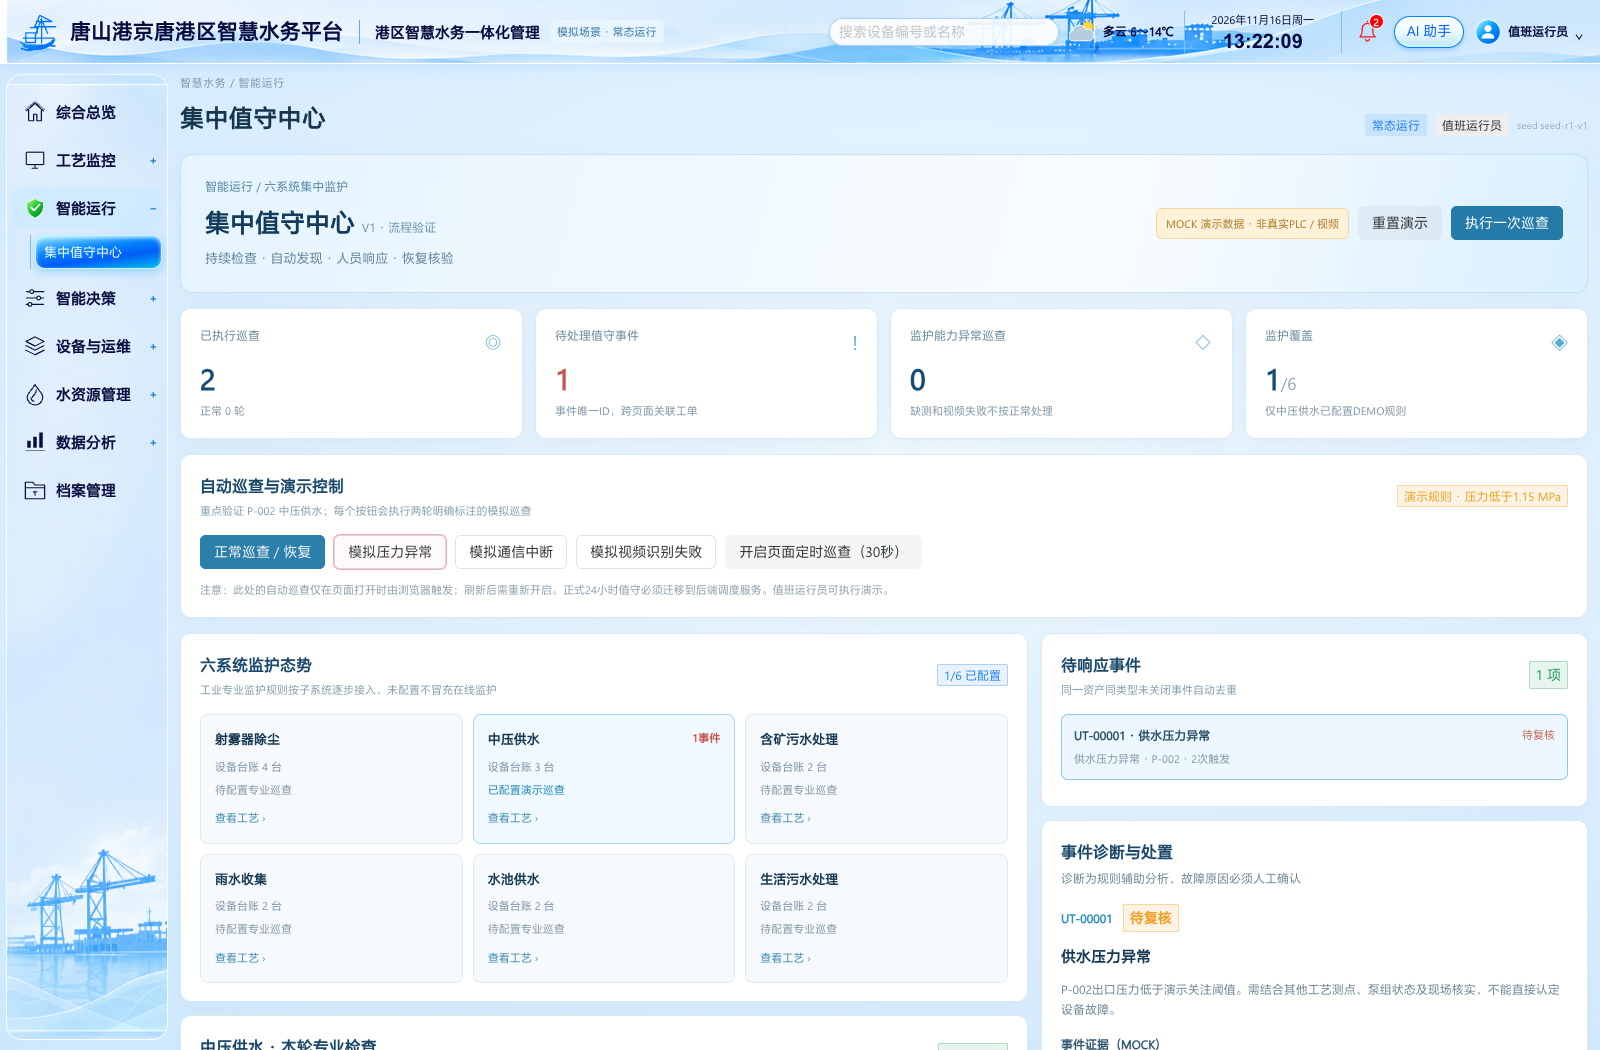 唐山港京唐港区智慧水务平台
港区智慧水务一体化管理
模拟场景 · 常态运行
搜索设备编号或名称
多云 6~14℃
2026年11月16日周一
13:22:09
2
AI 助手
值班运行员
综合总览
工艺监控 +
智能运行 −
集中值守中心
智能决策 +
设备与运维 +
水资源管理 +
数据分析 +
档案管理
智慧水务 / 智能运行
集中值守中心
常态运行
值班运行员
seed seed-r1-v1
智能运行 / 六系统集中监护
集中值守中心 V1 · 流程验证
持续检查 · 自动发现 · 人员响应 · 恢复核验
MOCK 演示数据 · 非真实PLC / 视频
重置演示
执行一次巡查
已执行巡查
2
正常 0 轮
待处理值守事件
!
1
事件唯一ID，跨页面关联工单
监护能力异常巡查
0
缺测和视频失败不按正常处理
监护覆盖
1/6
仅中压供水已配置DEMO规则
自动巡查与演示控制
重点验证 P-002 中压供水；每个按钮会执行两轮明确标注的模拟巡查
演示规则 · 压力低于1.15 MPa
正常巡查 / 恢复
模拟压力异常
模拟通信中断
模拟视频识别失败
开启页面定时巡查（30秒）
注意：此处的自动巡查仅在页面打开时由浏览器触发；刷新后需重新开启。正式24小时值守必须迁移到后端调度服务。值班运行员可执行演示。
六系统监护态势
工业专业监护规则按子系统逐步接入，未配置不冒充在线监护
1/6 已配置
射雾器除尘
设备台账 4 台
待配置专业巡查
查看工艺 ›
中压供水
1事件
设备台账 3 台
已配置演示巡查
查看工艺 ›
含矿污水处理
设备台账 2 台
待配置专业巡查
查看工艺 ›
雨水收集
设备台账 2 台
待配置专业巡查
查看工艺 ›
水池供水
设备台账 2 台
待配置专业巡查
查看工艺 ›
生活污水处理
设备台账 2 台
待配置专业巡查
查看工艺 ›
中压供水 · 本轮专业检查
待响应事件
同一资产同类型未关闭事件自动去重
1 项
UT-00001 · 供水压力异常
待复核
供水压力异常 · P-002 · 2次触发
事件诊断与处置
诊断为规则辅助分析，故障原因必须人工确认
UT-00001
待复核
供水压力异常
P-002出口压力低于演示关注阈值。需结合其他工艺测点、泵组状态及现场核实，不能直接认定
设备故障。
事件证据（MOCK）